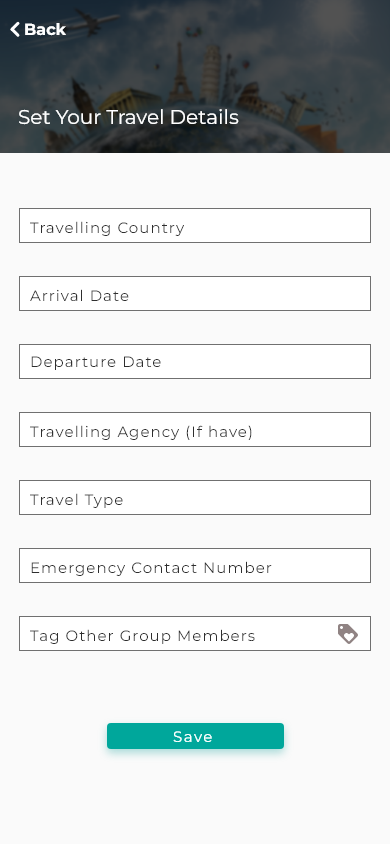 Back
Set Your Travel Details
Travelling Country
Arrival Date
Departure Date
Travelling Agency (If have)
Travel Type
Emergency Contact Number
Tag Other Group Members
Save